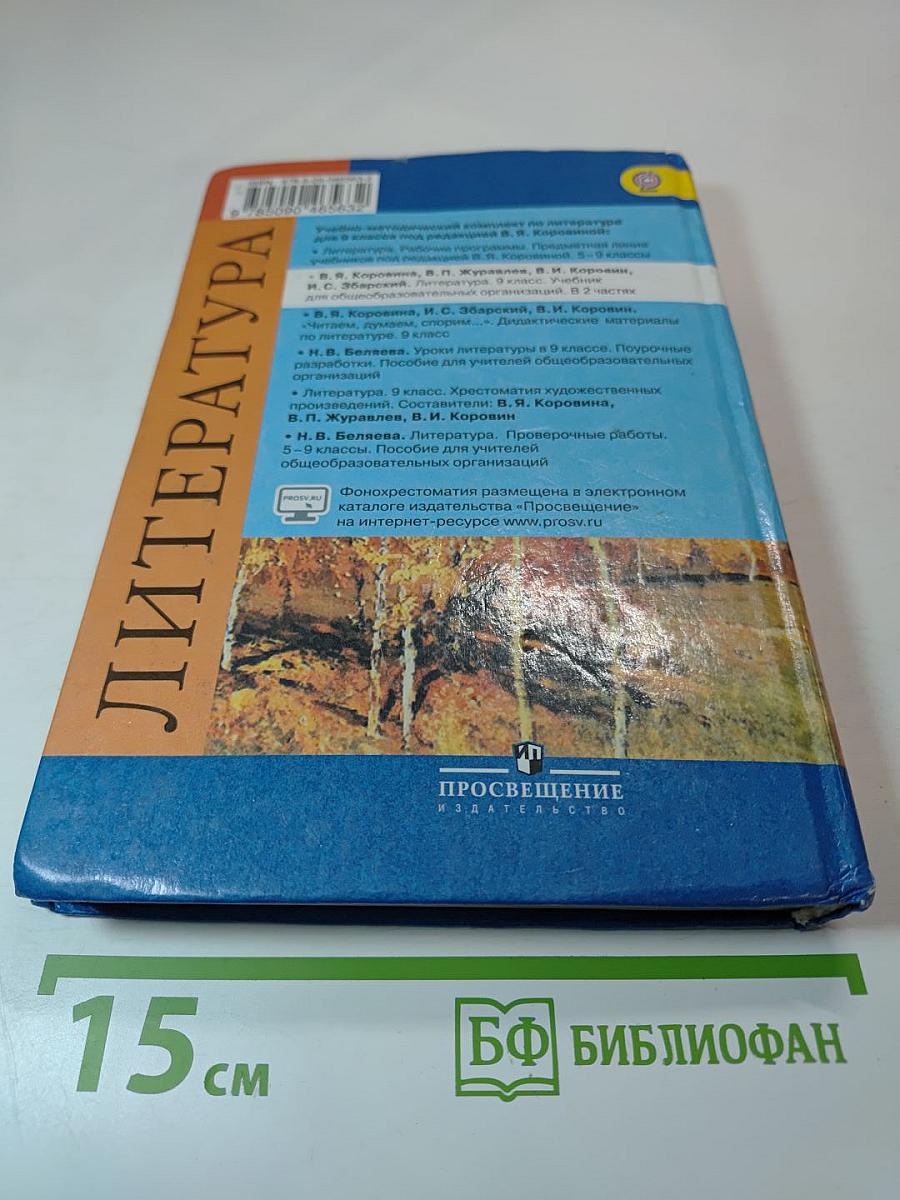 9 785090 465632
ЛИТЕРАТУРА
Учебно-методический комплект по литературе
для 9 класса под редакцией В. Я. Коровиной:
• Литература. Рабочие программы. Предметная линия
учебников под редакцией В. Я. Коровиной. 5–9 классы
• В. Я. Коровина, В. П. Журавлев, В. И. Коровин,
И. С. Збарский. Литература. 9 класс. Учебник
для общеобразовательных организаций. В 2 частях
• В. Я. Коровина, И. С. Збарский, В. И. Коровин.
«Читаем, думаем, спорим...». Дидактические материалы
по литературе. 9 класс
• Н. В. Беляева. Уроки литературы в 9 классе. Поурочные
разработки. Пособие для учителей общеобразовательных
организаций
• Литература. 9 класс. Хрестоматия художественных
произведений. Составители: В. Я. Коровина,
В. П. Журавлев, В. И. Коровин
• Н. В. Беляева. Литература. Проверочные работы.
5–9 классы. Пособие для учителей
общеобразовательных организаций
PROSV.RU
Фонохрестоматия размещена в электронном
каталоге издательства «Просвещение»
на интернет-ресурсе www.prosv.ru
ИП
ПРОСВЕЩЕНИЕ
ИЗДАТЕЛЬСТВО
15 см
БФ БИБЛИОФАН